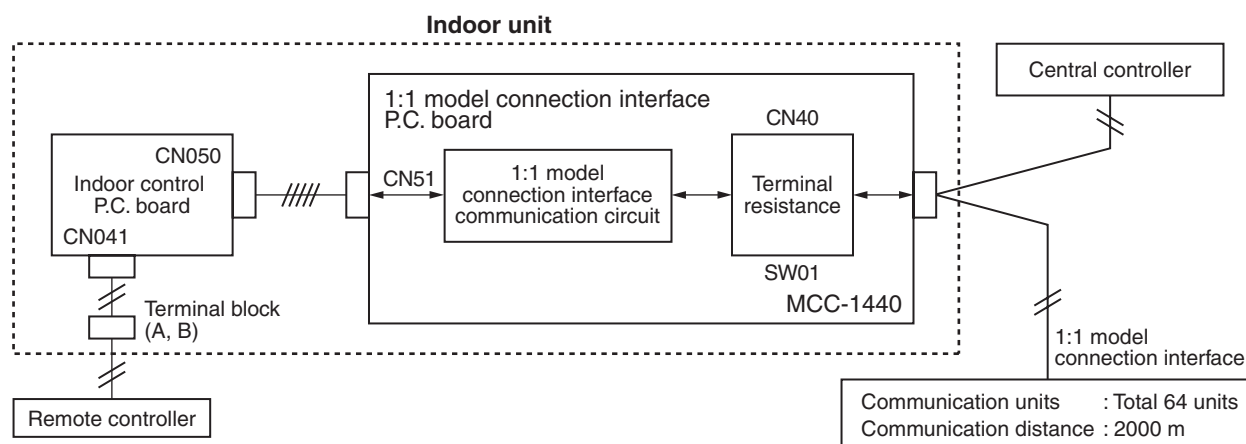 Indoor unit
1:1 model connection interface
P.C. board
CN050
Indoor control
P.C. board
CN041
Terminal block
(A, B)
Remote controller
CN51
1:1 model
connection interface
communication circuit
CN40
Terminal
resistance
SW01
MCC-1440
Central controller
1:1 model
connection interface
Communication units : Total 64 units
Communication distance : 2000 m